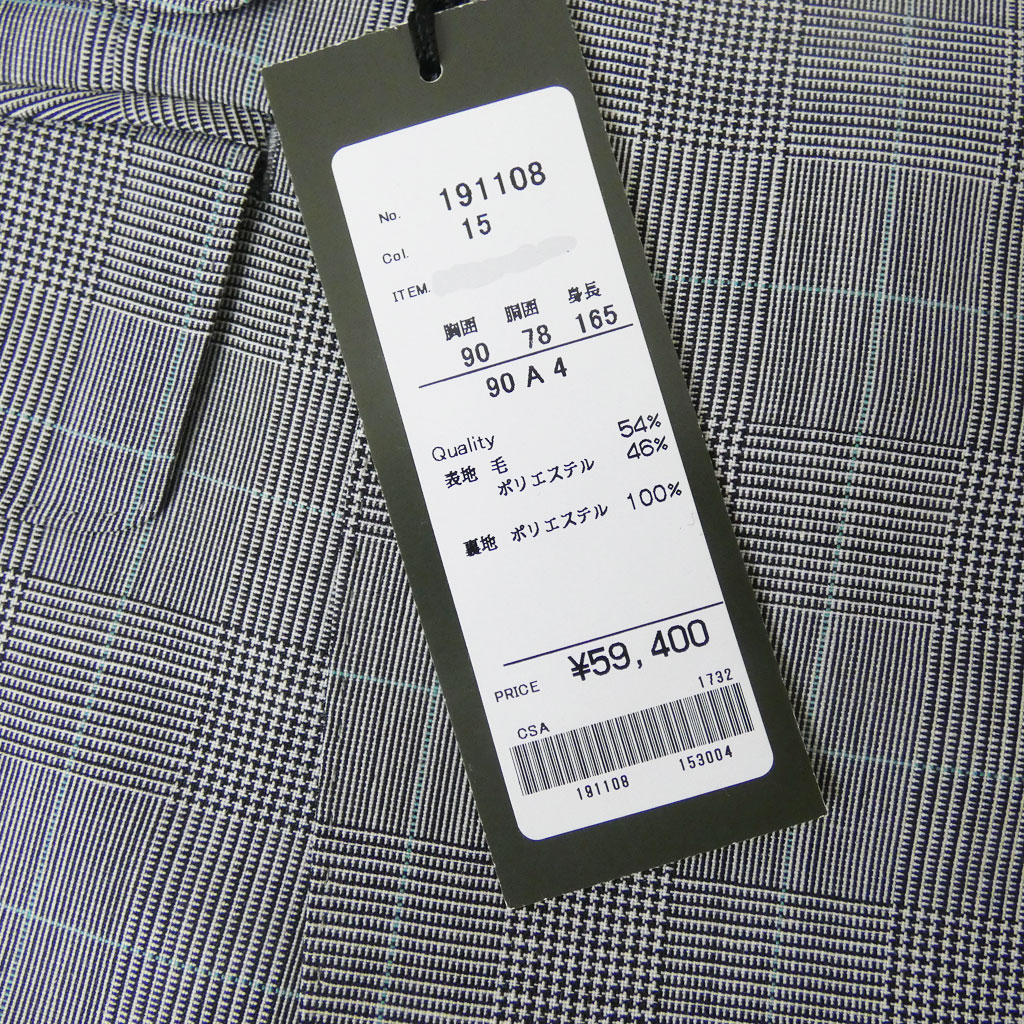 No. 191108
Col. 15
ITEM.
胸囲 胴囲 身長
90 78 165
90 A 4
Quality
表地 毛 54%
ポリエステル 46%
裏地 ポリエステル 100%
PRICE ¥59,400
CSA 1732
191108 153004